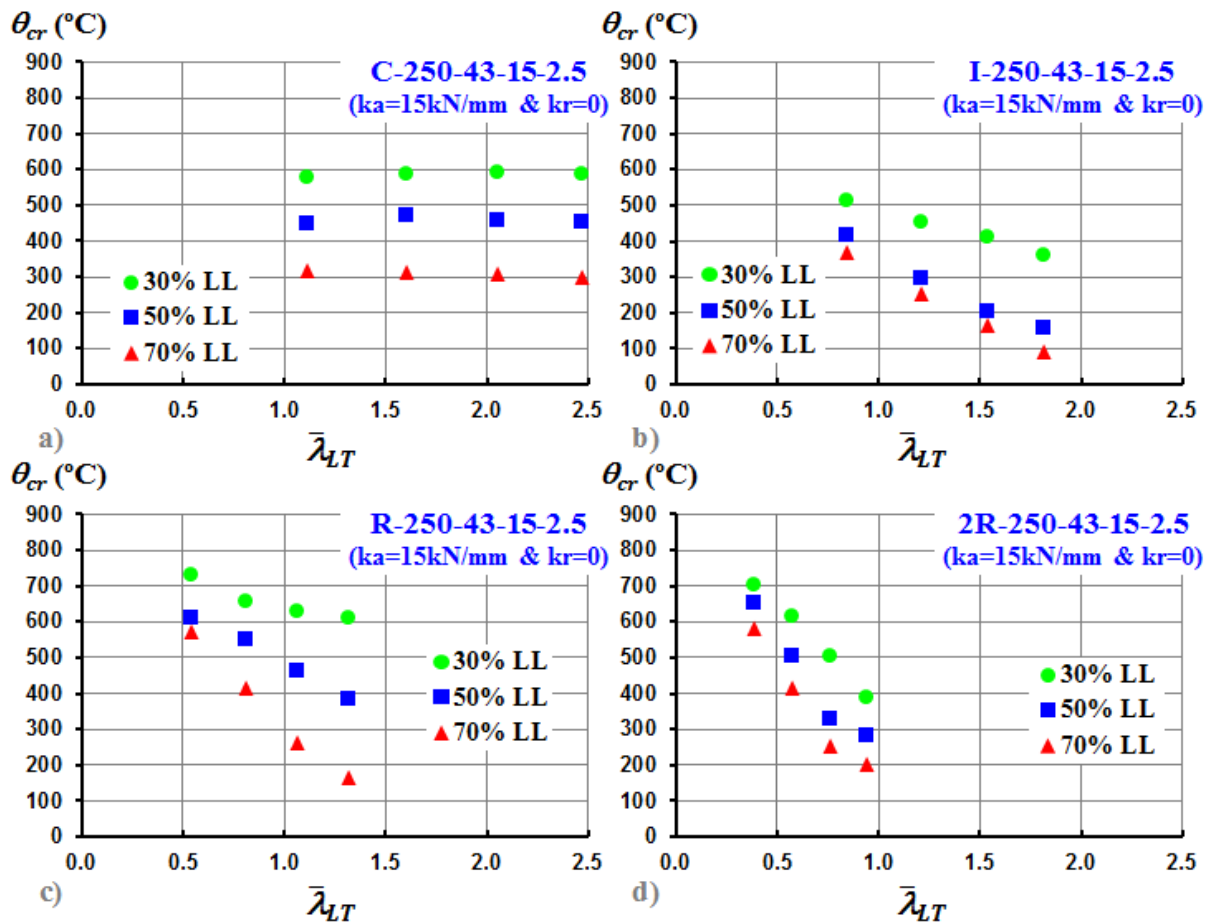 θcr (ºC)
C-250-43-15-2.5
(ka=15kN/mm & kr=0)
900
800
700
600
500
400
300
200
100
0
30% LL
50% LL
70% LL
0.0 0.5 1.0 1.5 2.0 2.5
a)
λ̅LT
θcr (ºC)
I-250-43-15-2.5
(ka=15kN/mm & kr=0)
900
800
700
600
500
400
300
200
100
0
30% LL
50% LL
70% LL
0.0 0.5 1.0 1.5 2.0 2.5
b)
λ̅LT
θcr (ºC)
R-250-43-15-2.5
(ka=15kN/mm & kr=0)
900
800
700
600
500
400
300
200
100
0
30% LL
50% LL
70% LL
0.0 0.5 1.0 1.5 2.0 2.5
c)
λ̅LT
θcr (ºC)
2R-250-43-15-2.5
(ka=15kN/mm & kr=0)
900
800
700
600
500
400
300
200
100
0
30% LL
50% LL
70% LL
0.0 0.5 1.0 1.5 2.0 2.5
d)
λ̅LT